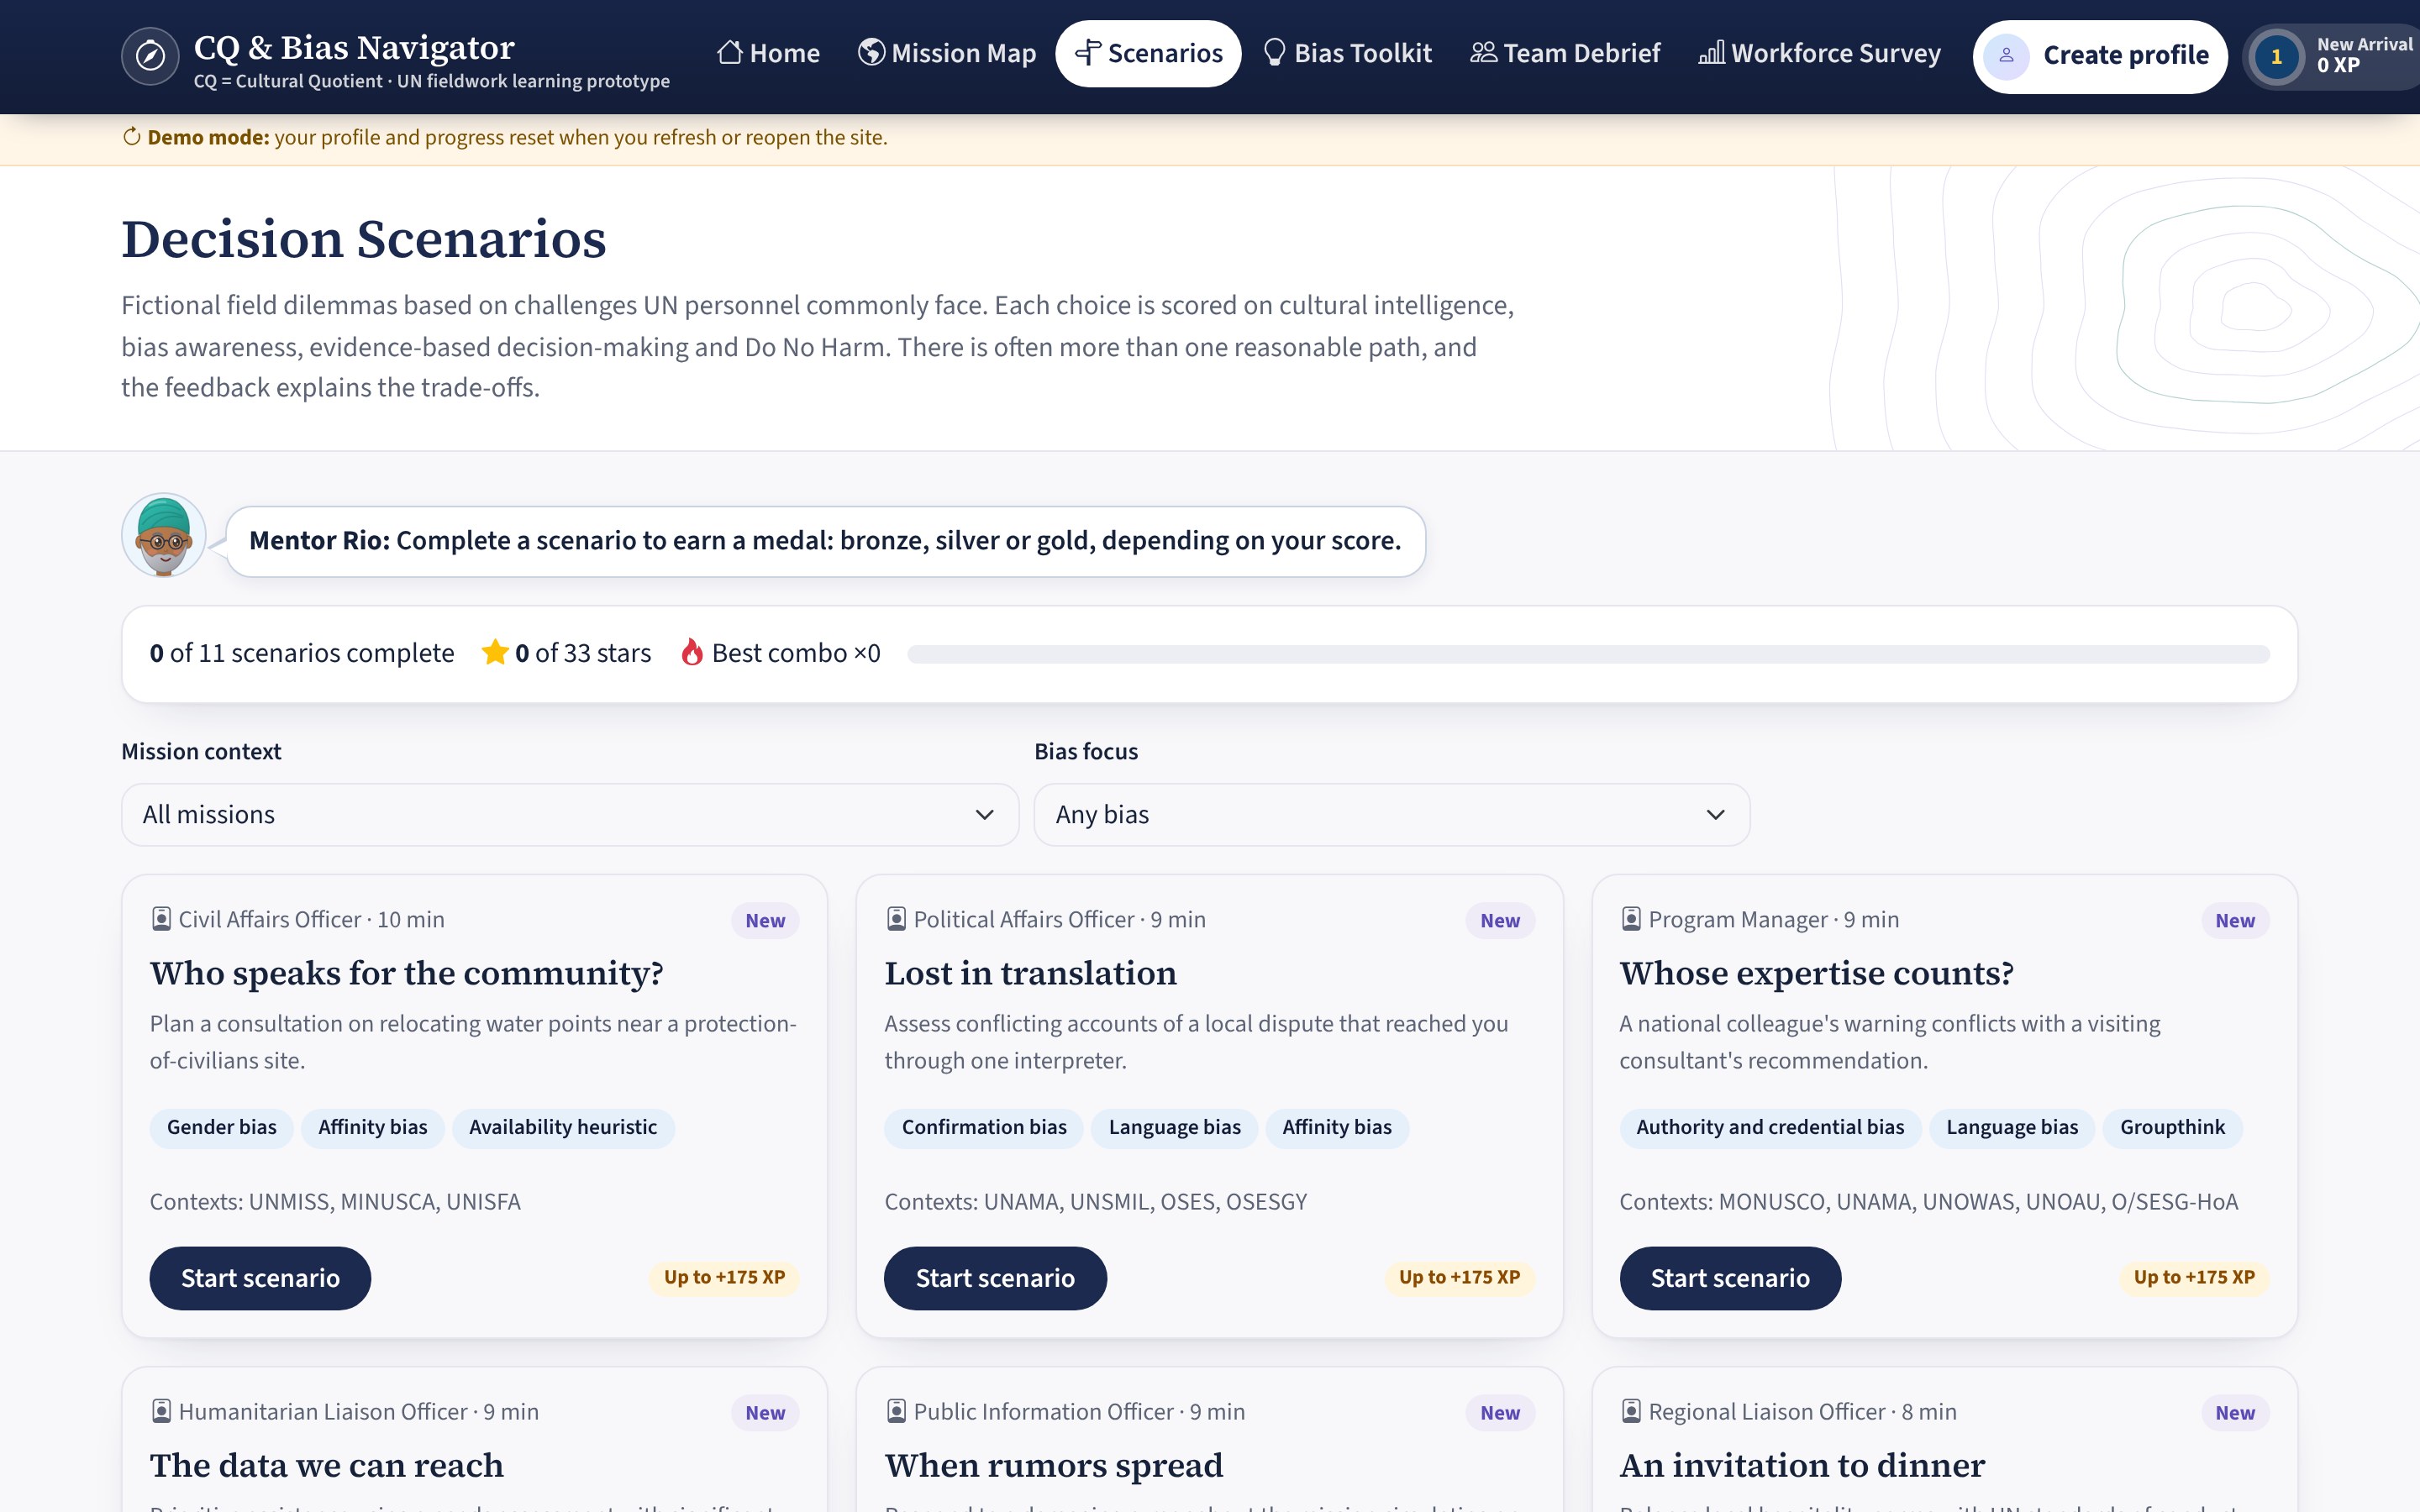 CQ & Bias Navigator
CQ = Cultural Quotient · UN fieldwork learning prototype
Home
Mission Map
Scenarios
Bias Toolkit
Team Debrief
Workforce Survey
Create profile
1
New Arrival
0 XP
Demo mode: your profile and progress reset when you refresh or reopen the site.
Decision Scenarios
Fictional field dilemmas based on challenges UN personnel commonly face. Each choice is scored on cultural intelligence,
bias awareness, evidence-based decision-making and Do No Harm. There is often more than one reasonable path, and
the feedback explains the trade-offs.
Mentor Rio: Complete a scenario to earn a medal: bronze, silver or gold, depending on your score.
0 of 11 scenarios complete
0 of 33 stars
Best combo ×0
Mission context
All missions
Bias focus
Any bias
Civil Affairs Officer · 10 min
New
Who speaks for the community?
Plan a consultation on relocating water points near a protection-
of-civilians site.
Gender bias
Affinity bias
Availability heuristic
Contexts: UNMISS, MINUSCA, UNISFA
Start scenario
Up to +175 XP
Political Affairs Officer · 9 min
New
Lost in translation
Assess conflicting accounts of a local dispute that reached you
through one interpreter.
Confirmation bias
Language bias
Affinity bias
Contexts: UNAMA, UNSMIL, OSES, OSESGY
Start scenario
Up to +175 XP
Program Manager · 9 min
New
Whose expertise counts?
A national colleague's warning conflicts with a visiting
consultant's recommendation.
Authority and credential bias
Language bias
Groupthink
Contexts: MONUSCO, UNAMA, UNOWAS, UNOAU, O/SESG-HoA
Start scenario
Up to +175 XP
Humanitarian Liaison Officer · 9 min
New
The data we can reach
Public Information Officer · 9 min
New
When rumors spread
Regional Liaison Officer · 8 min
New
An invitation to dinner